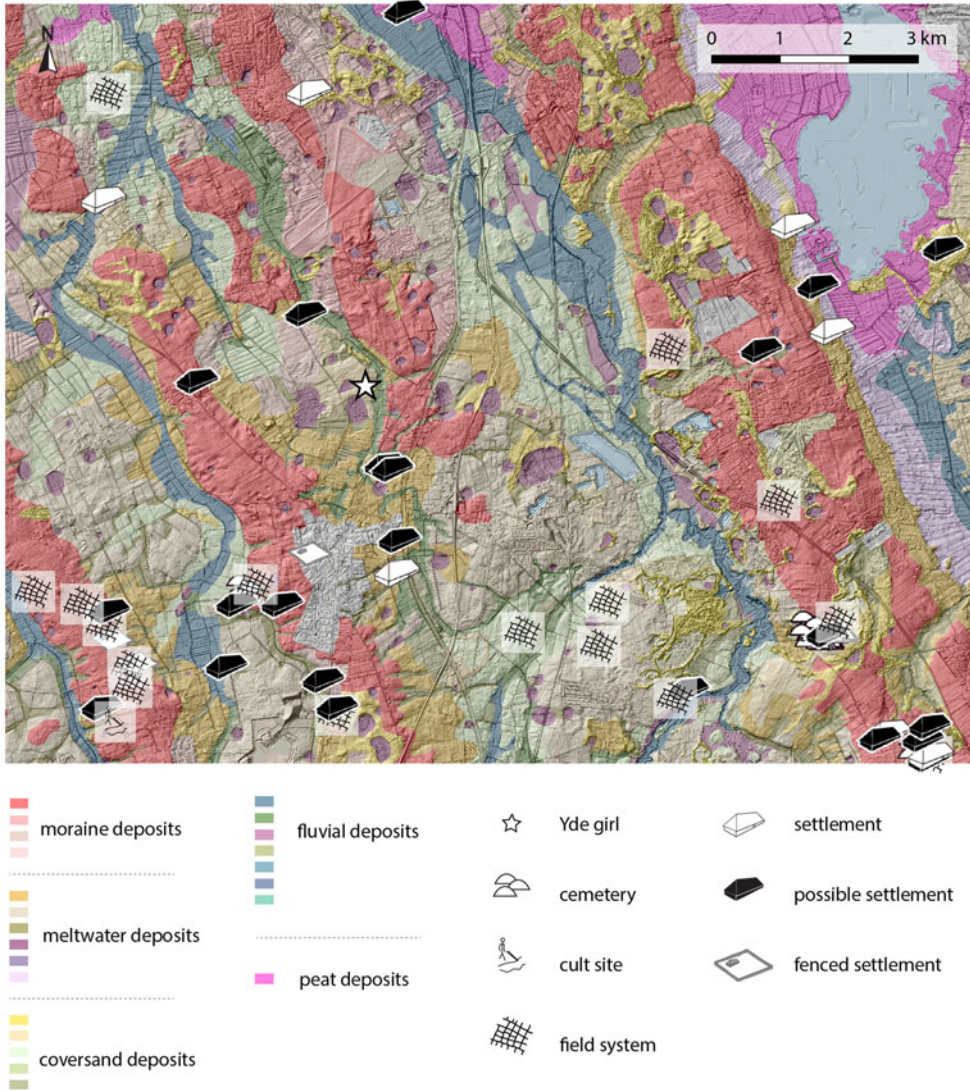 N
0 1 2 3 km
moraine deposits
meltwater deposits
coversand deposits
fluvial deposits
peat deposits
Yde girl
cemetery
cult site
field system
settlement
possible settlement
fenced settlement